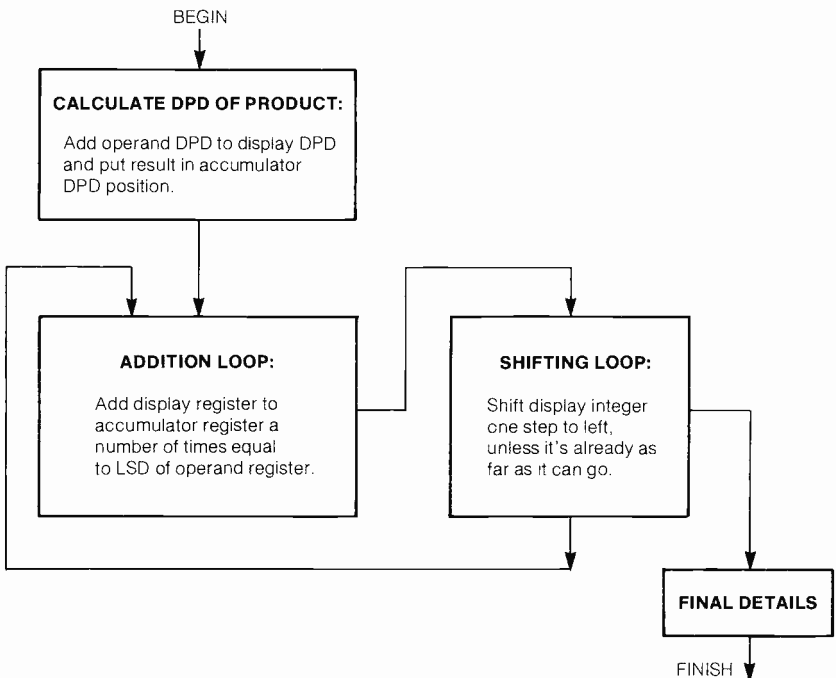 BEGIN
CALCULATE DPD OF PRODUCT:
Add operand DPD to display DPD
and put result in accumulator
DPD position.
ADDITION LOOP:
Add display register to
accumulator register a
number of times equal
to LSD of operand register.
SHIFTING LOOP:
Shift display integer
one step to left,
unless it's already as
far as it can go.
FINAL DETAILS
FINISH